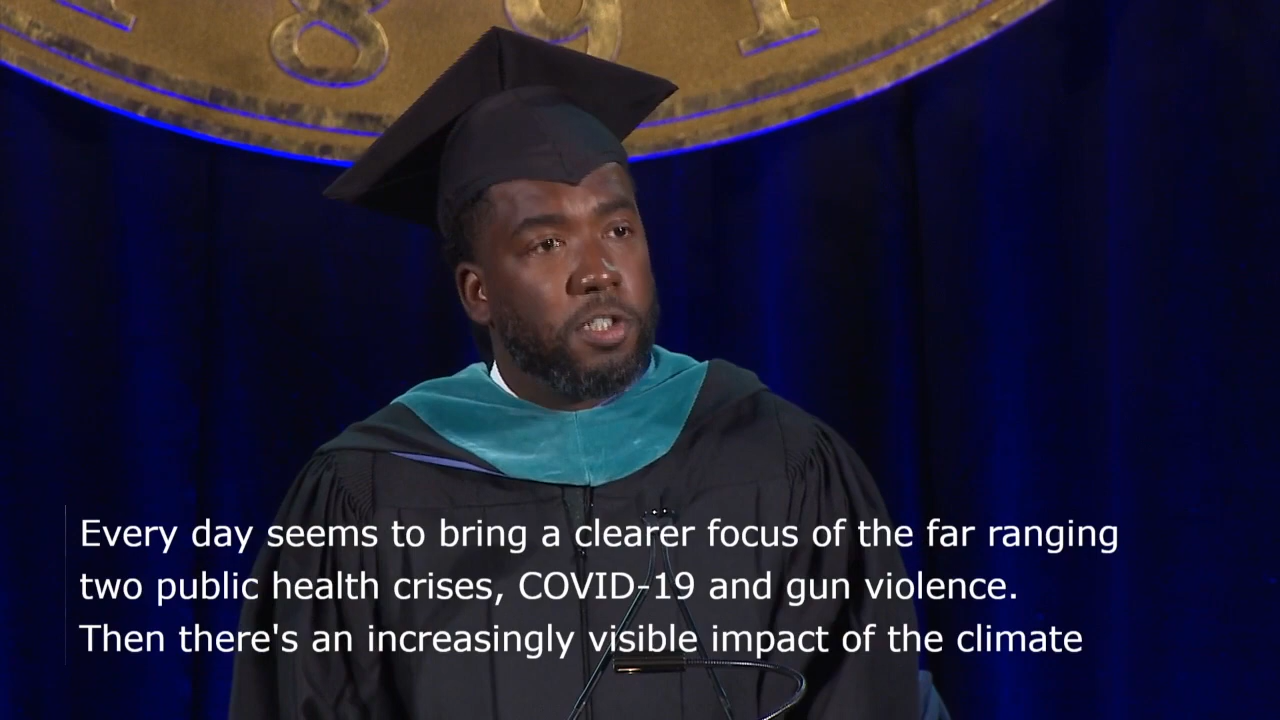 1891
Every day seems to bring a clearer focus of the far ranging
two public health crises, COVID-19 and gun violence.
Then there's an increasingly visible impact of the climate